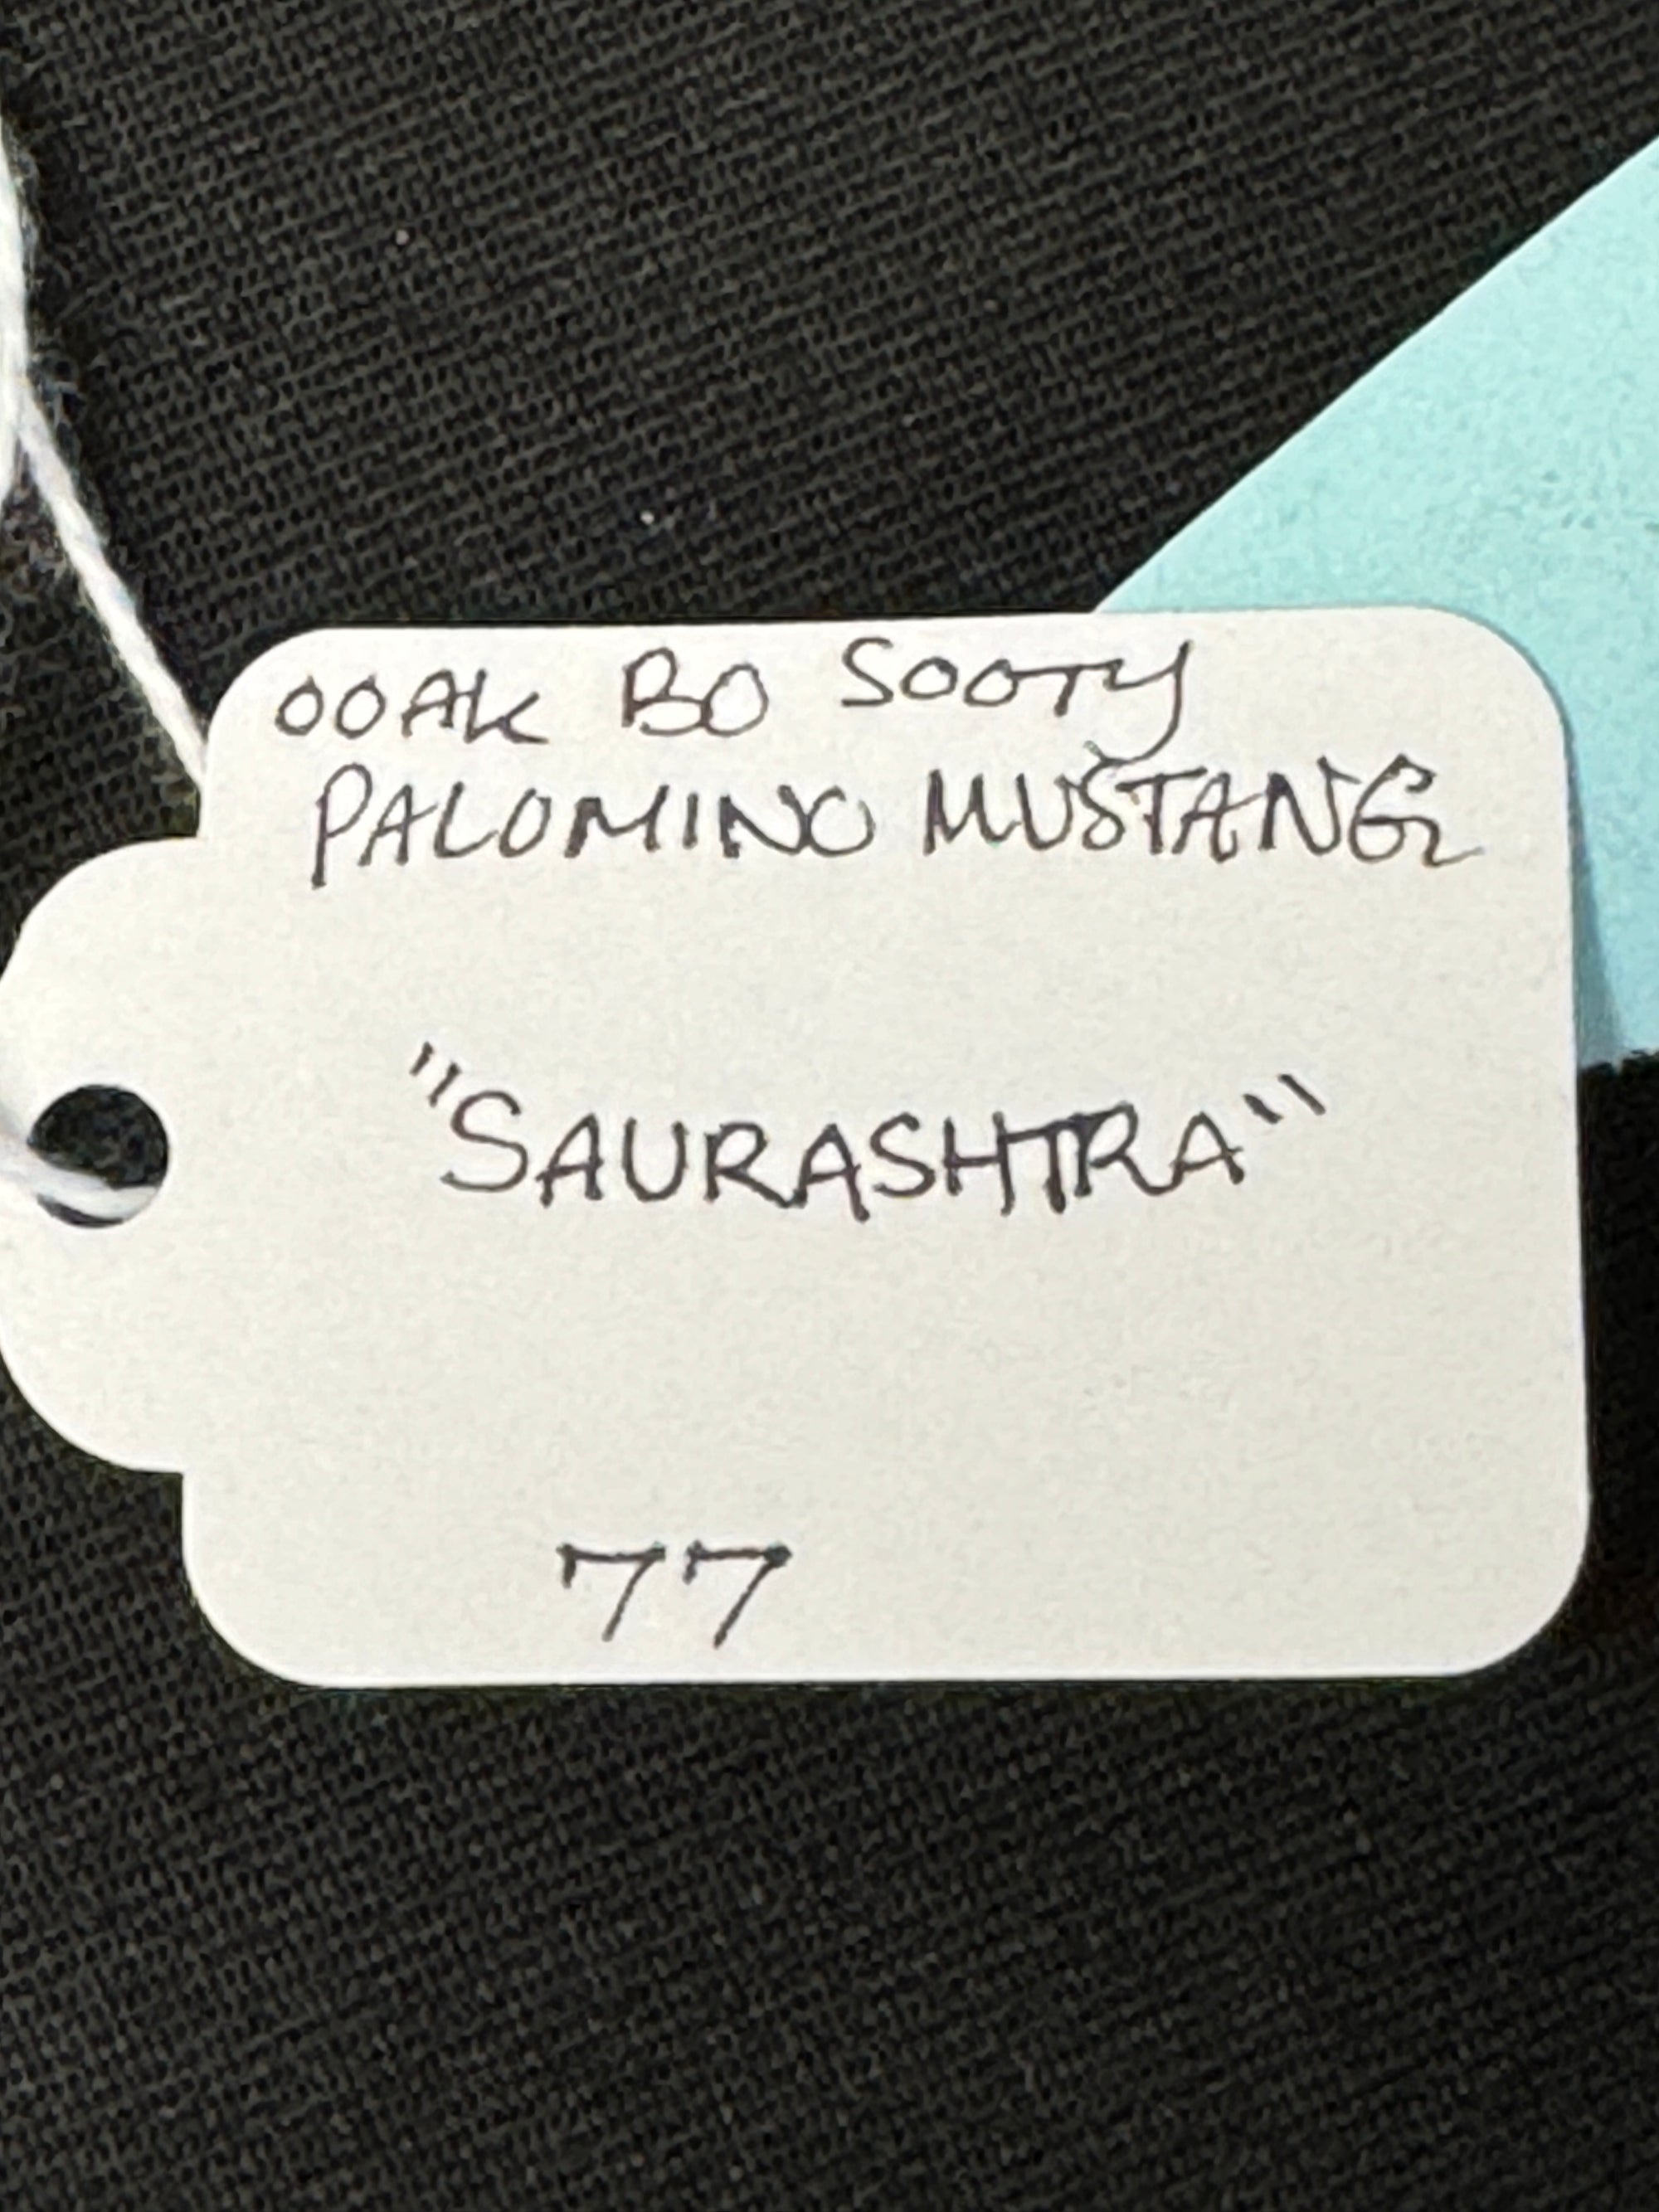 OOAK BO SOOTY
PALOMINO MUSTANG
"SAURASHTRA"
77